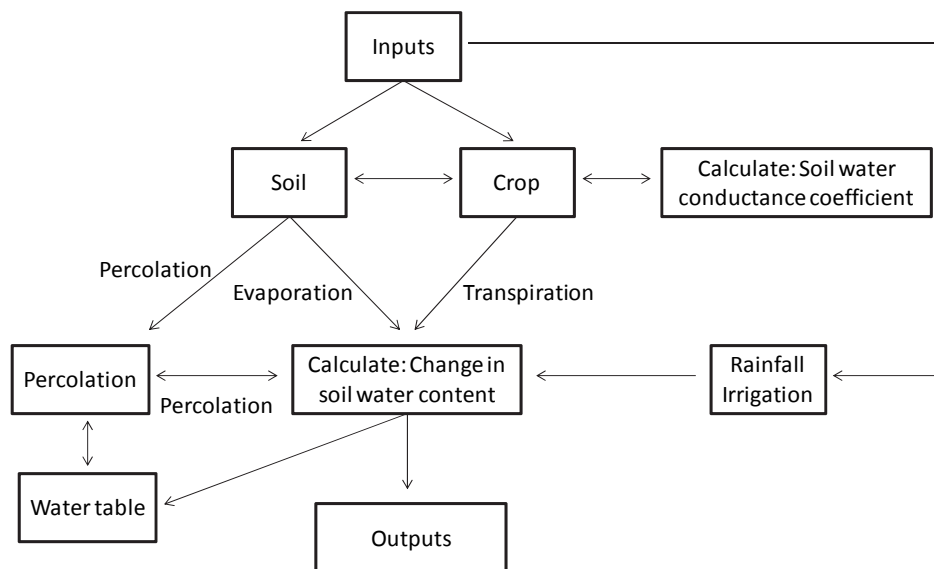 Inputs
Soil
Crop
Calculate: Soil water
conductance coefficient
Percolation
Evaporation
Transpiration
Percolation
Percolation
Calculate: Change in
soil water content
Rainfall
Irrigation
Water table
Outputs